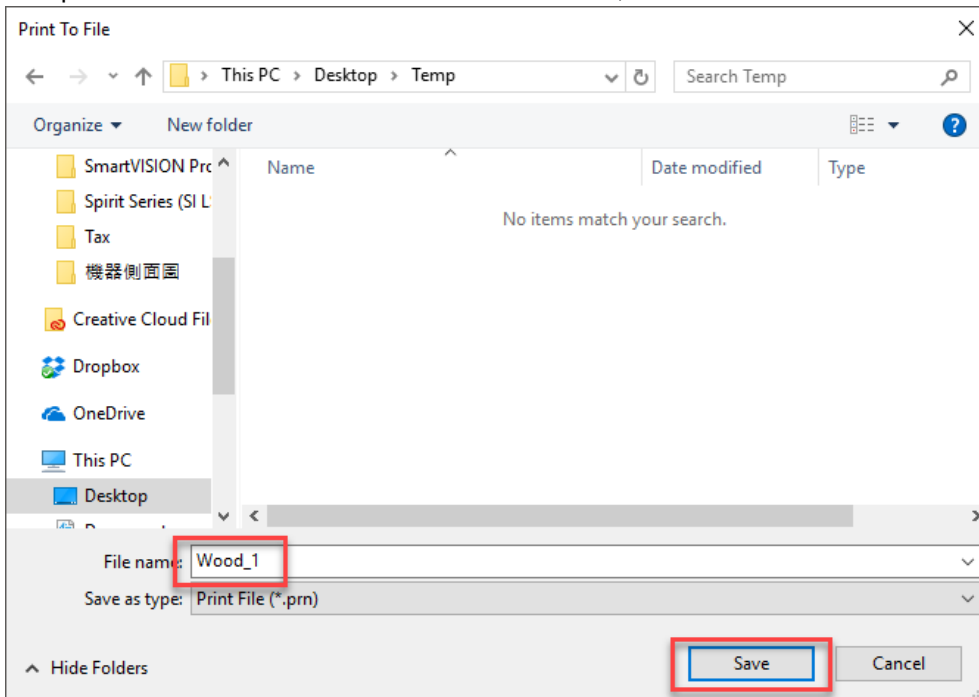 Print To File
This PC > Desktop > Temp
Search Temp
Organize
New folder
SmartVISION Pro
Name
Date modified
Type
Spirit Series (SI L
No items match your search.
Tax
機器側面圖
Creative Cloud Fil
Dropbox
OneDrive
This PC
Desktop
File name: Wood_1
Save as type: Print File (*.prn)
Hide Folders
Save
Cancel